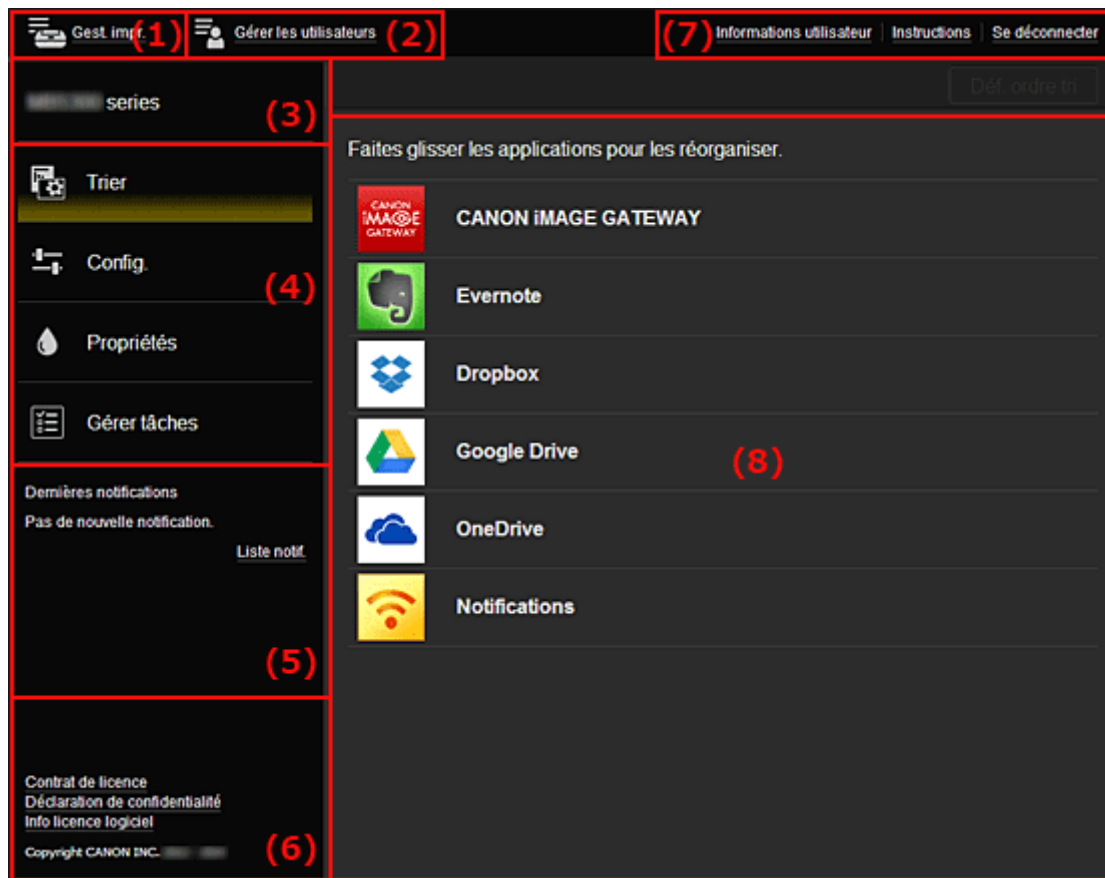 Gest. impr. (1)
Gérer les utilisateurs (2)
(7) Informations utilisateur Instructions Se déconnecter
series
(3)
Déf. ordre tri
Trier
Config.
(4)
Propriétés
Gérer tâches
Dernières notifications
Pas de nouvelle notification.
Liste notif.
(5)
Contrat de licence
Déclaration de confidentialité
Info licence logiciel
Copyright CANON INC.
(6)
Faites glisser les applications pour les réorganiser.
CANON
iMAGE
GATEWAY
CANON iMAGE GATEWAY
Evernote
Dropbox
Google Drive
(8)
OneDrive
Notifications